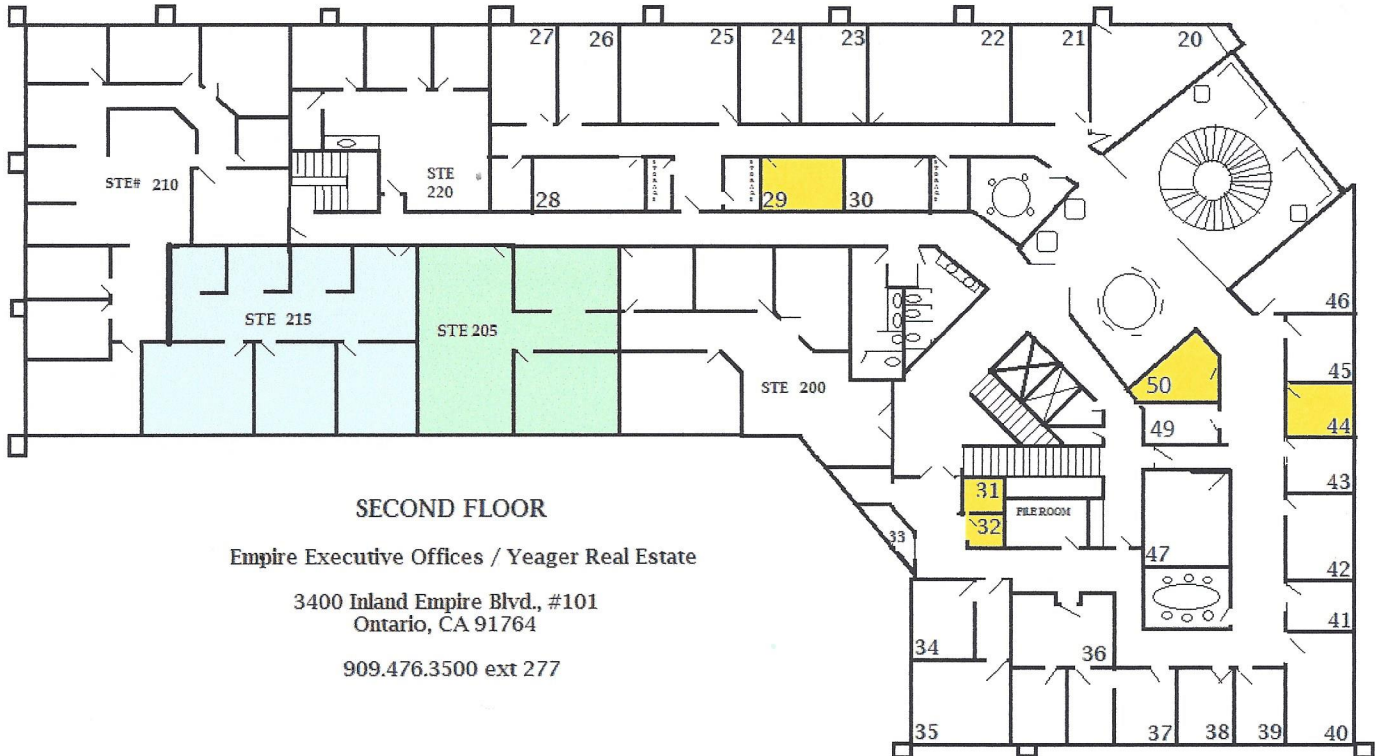 27 26 25 24 23 22 21 20
STE# 210
STE
220
28
STORAGE
STORAGE
29
30
STORAGE
STE 215
STE 205
STE 200
46
45
50
44
49
43
31
32
FILE ROOM
33
47
42
41
34
36
35
37 38 39 40
SECOND FLOOR
Empire Executive Offices / Yeager Real Estate
3400 Inland Empire Blvd., #101
Ontario, CA 91764
909.476.3500 ext 277